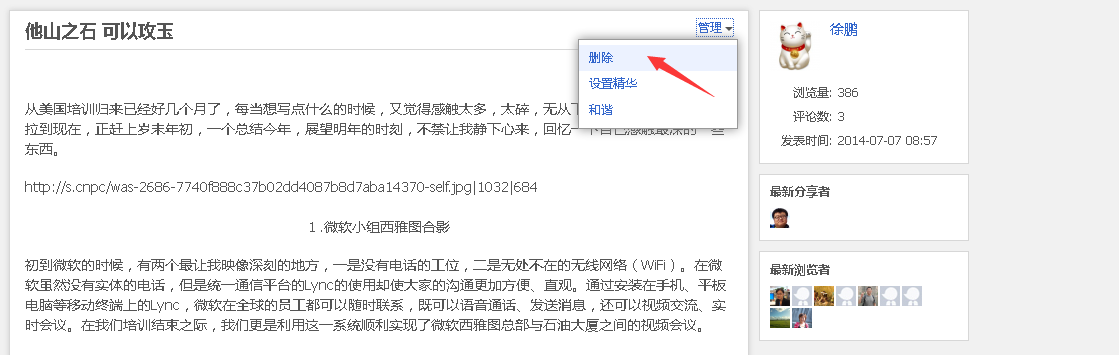 他山之石 可以攻玉
管理
删除
设置精华
和谐
从美国培训归来已经好几个月了，每当想写点什么的时候，又觉得感触太多，太碎，无从下
拉到现在，正赶上岁末年初，一个总结今年，展望明年的时刻，不禁让我静下心来，回忆一下自己感触最深的一些
东西。
http://s.cnpc/was-2686-7740f888c37b02dd4087b8d7aba14370-self.jpg|1032|684
1 .微软小组西雅图合影
初到微软的时候，有两个最让我映像深刻的地方，一是没有电话的工位，二是无处不在的无线网络（WiFi）。在微
软虽然没有实体的电话，但是统一通信平台的Lync的使用却使大家的沟通更加方便、直观。通过安装在手机、平板
电脑等移动终端上的Lync，微软在全球的员工都可以随时联系，既可以语音通话、发送消息，还可以视频交流、实
时会议。在我们培训结束之际，我们更是利用这一系统顺利实现了微软西雅图总部与石油大厦之间的视频会议。
徐鹏
浏览量: 386
评论数: 3
发表时间: 2014-07-07 08:57
最新分享者
最新浏览者